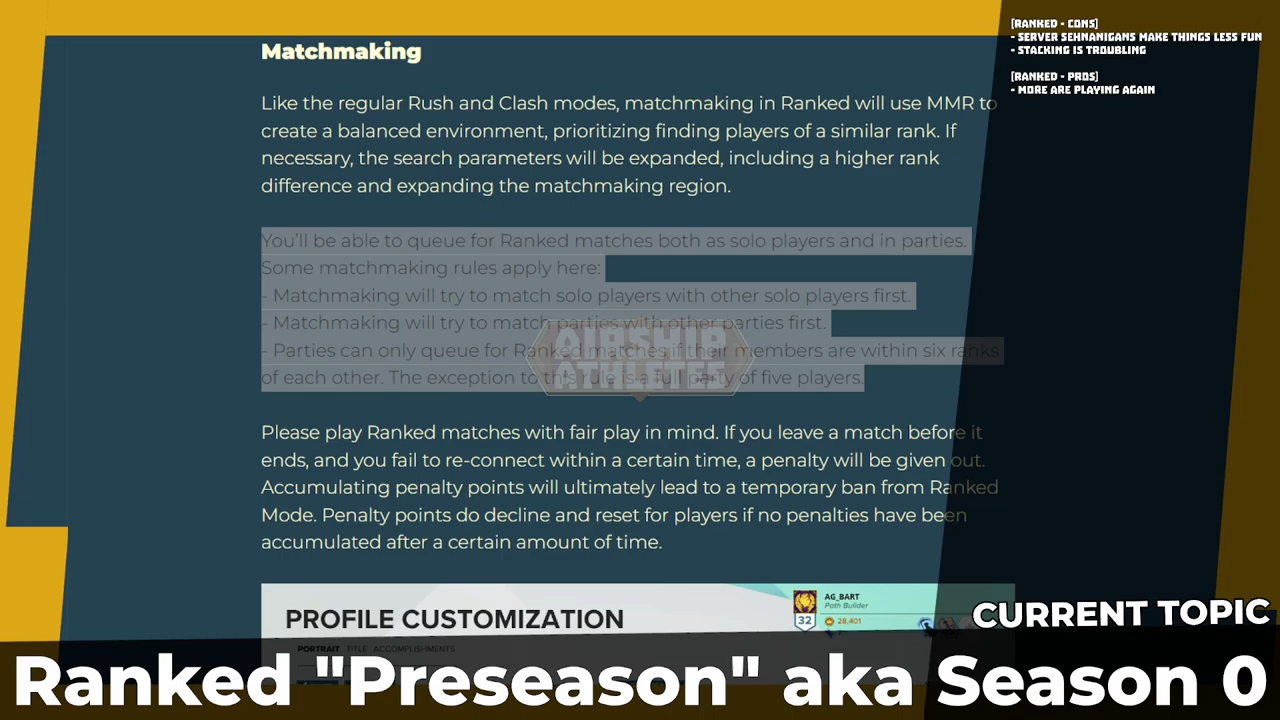 [RANKED - CONS]
- SERVER SEHNANIGANS MAKE THINGS LESS FUN
- STACKING IS TROUBLING
[RANKED - PROS]
- MORE ARE PLAYING AGAIN
Matchmaking
Like the regular Rush and Clash modes, matchmaking in Ranked will use MMR to
create a balanced environment, prioritizing finding players of a similar rank. If
necessary, the search parameters will be expanded, including a higher rank
difference and expanding the matchmaking region.
You'll be able to queue for Ranked matches both as solo players and in parties.
Some matchmaking rules apply here:
- Matchmaking will try to match solo players with other solo players first.
- Matchmaking will try to match parties with other parties first.
- Parties can only queue for Ranked matches if their members are within six ranks
of each other. The exception to this rule is a full party of five players.
AIRSHIP
ATHLETES
Please play Ranked matches with fair play in mind. If you leave a match before it
ends, and you fail to re-connect within a certain time, a penalty will be given out.
Accumulating penalty points will ultimately lead to a temporary ban from Ranked
Mode. Penalty points do decline and reset for players if no penalties have been
accumulated after a certain amount of time.
PROFILE CUSTOMIZATION
AG_BART
Path Builder
32
28,401
PORTRAIT TITLE ACCOMPLISHMENTS
CURRENT TOPIC
Ranked "Preseason" aka Season 0